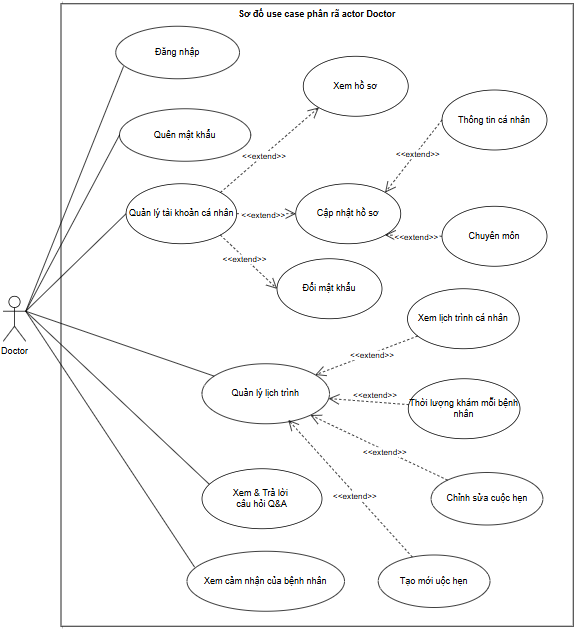 Sơ đồ use case phân rã actor Doctor
Đăng nhập
Xem hồ sơ
Thông tin cá nhân
Quên mật khẩu
<<extend>>
<<extend>>
Quản lý tài khoản cá nhân
<<extend>>
Cập nhật hồ sơ
<<extend>>
Chuyên môn
<<extend>>
Đổi mật khẩu
Doctor
Xem lịch trình cá nhân
<<extend>>
Quản lý lịch trình
<<extend>>
Thời lượng khám mỗi bệnh
nhân
<<extend>>
Xem & Trả lời
câu hỏi Q&A
<<extend>>
Chỉnh sửa cuộc hẹn
Xem cảm nhận của bệnh nhân
Tạo mới uộc hẹn